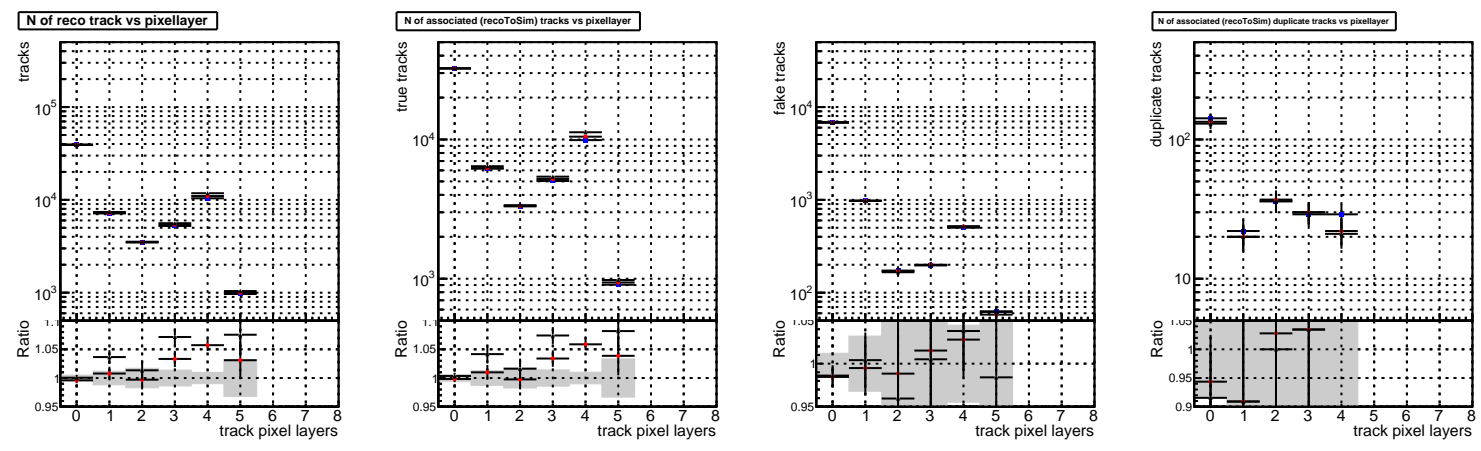 N of reco track vs pixellayer
tracks
10^5
10^4
10^3
Ratio
1.1
1.05
1
0.95
0 1 2 3 4 5 6 7 8
track pixel layers
N of associated (recoToSim) tracks vs pixellayer
true tracks
10^4
10^3
Ratio
1.1
1.05
1
0.95
0 1 2 3 4 5 6 7 8
track pixel layers
fake tracks
10^4
10^3
10^2
Ratio
1.05
1
0.95
0 1 2 3 4 5 6 7 8
track pixel layers
N of associated (recoToSim) duplicate tracks vs pixellayer
duplicate tracks
10^2
10
Ratio
1.05
1
0.95
0.9
0 1 2 3 4 5 6 7 8
track pixel layers